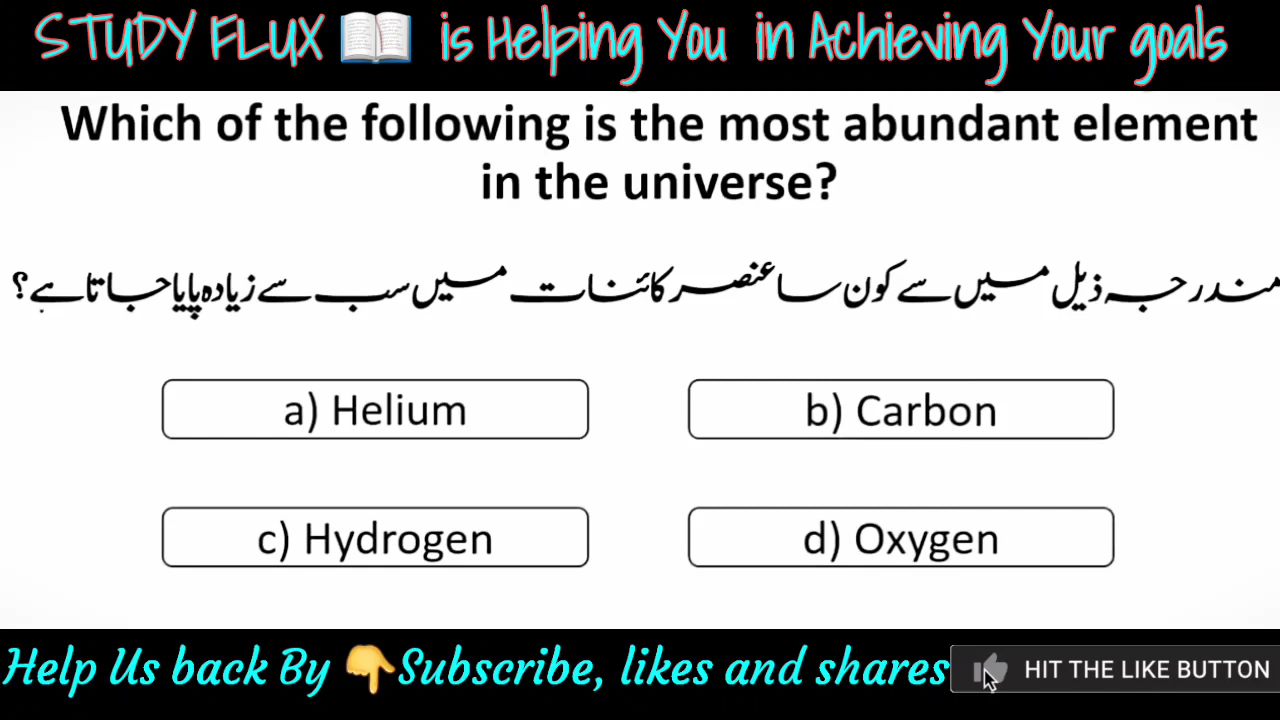 STUDY FLUX 📖 is Helping You in Achieving Your goals
Which of the following is the most abundant element
in the universe?
مندرجہ ذیل میں سے کون سا عنصر کائنات میں سب سے زیادہ پایا جاتا ہے؟
a) Helium
b) Carbon
c) Hydrogen
d) Oxygen
Help Us back By 👇Subscribe, likes and shares
HIT THE LIKE BUTTON